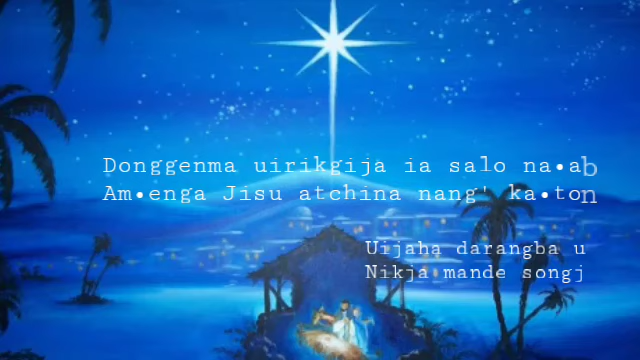 Donggenma uirikgija ia salo na•ab
Am•enga Jisu atchina nang' ka•ton
Uijaha darangba u
Nikja mande songj